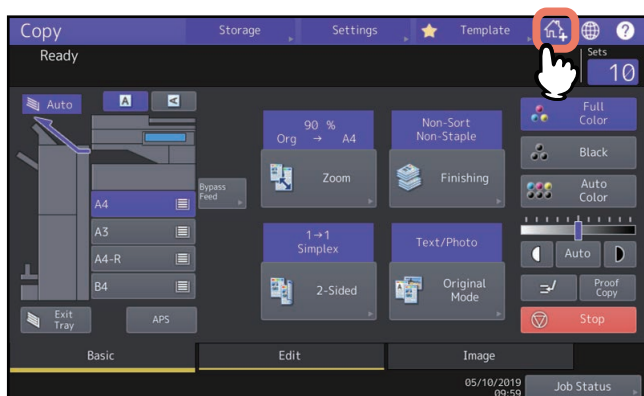 Copy
Storage
Settings
Template
?
Ready
Sets
10
Auto
A
A
90 %
Org → A4
Zoom
Non-Sort
Non-Staple
Finishing
Full
Color
Black
Auto
Color
A4
A3
A4-R
B4
Bypass
Feed
1→1
Simplex
2-Sided
Text/Photo
Original
Mode
Auto
Proof
Copy
Exit
Tray
APS
Stop
Basic
Edit
Image
05/10/2019
09:59
Job Status